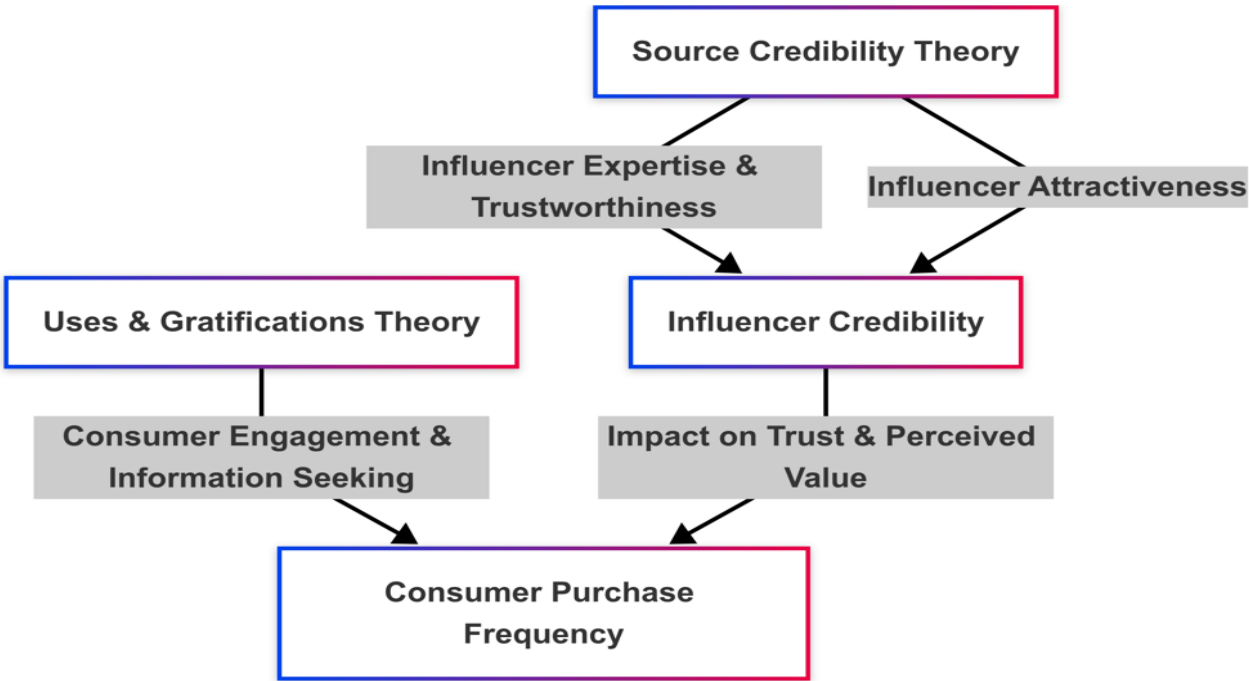 Source Credibility Theory
Influencer Expertise &
Trustworthiness
Influencer Attractiveness
Uses & Gratifications Theory
Influencer Credibility
Consumer Engagement &
Information Seeking
Impact on Trust & Perceived
Value
Consumer Purchase
Frequency